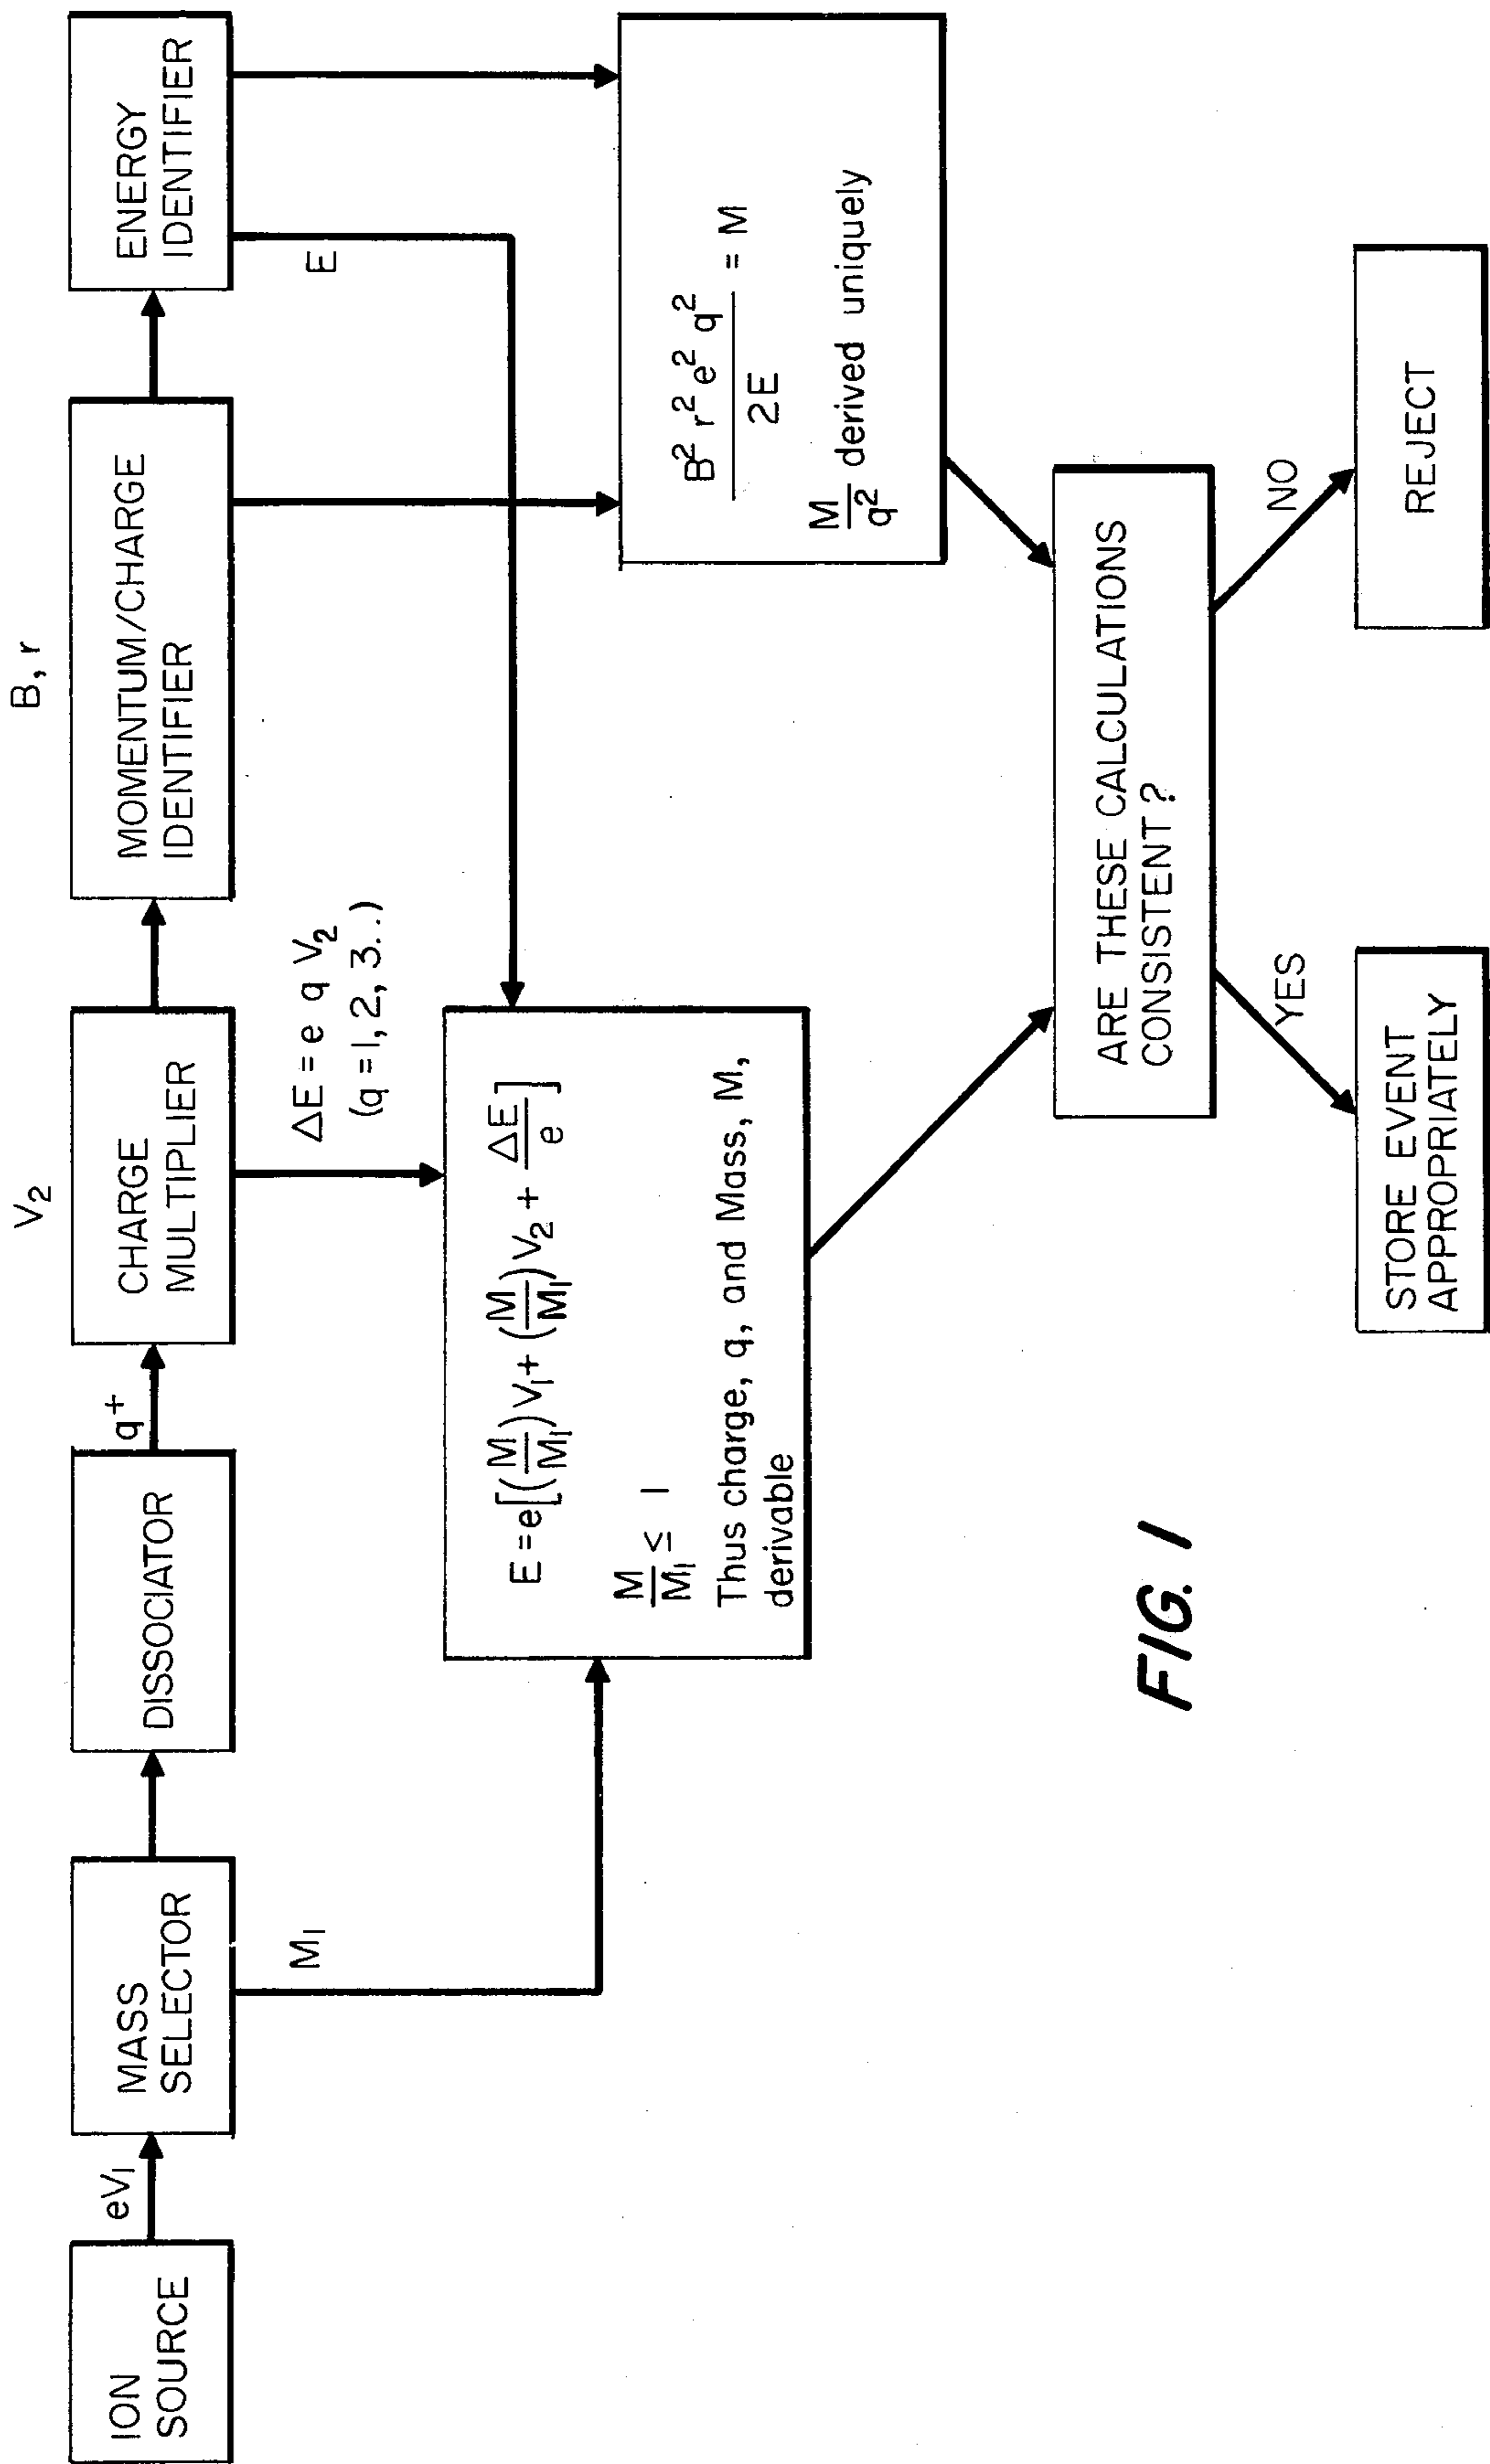 B, r
V₂
ION
SOURCE
eV₁
MASS
SELECTOR
DISSOCIATOR
q⁺
CHARGE
MULTIPLIER
MOMENTUM/CHARGE
IDENTIFIER
ENERGY
IDENTIFIER
M₁
ΔE = e q V₂
(q = 1, 2, 3..)
E
E = e[(M/M₁)V₁ + (M/M₁)V₂ + ΔE/e]
M/M₁ ≤ 1
Thus charge, q, and Mass, M,
derivable
B² r² e² q² / 2E = M
M/q² derived uniquely
ARE THESE CALCULATIONS
CONSISTENT?
YES
NO
STORE EVENT
APPROPRIATELY
REJECT
FIG. 1